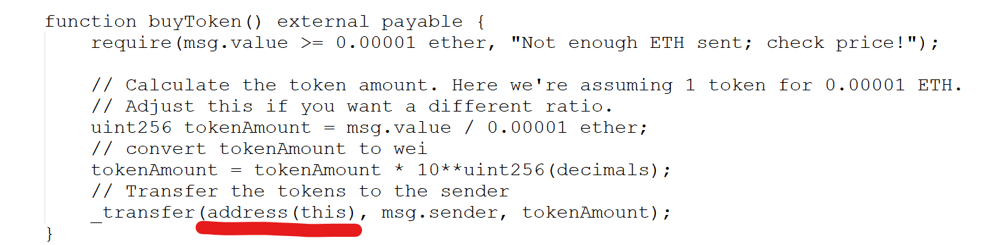 function buyToken() external payable {
require(msg.value >= 0.00001 ether, "Not enough ETH sent; check price!");
// Calculate the token amount. Here we're assuming 1 token for 0.00001 ETH.
// Adjust this if you want a different ratio.
uint256 tokenAmount = msg.value / 0.00001 ether;
// convert tokenAmount to wei
tokenAmount = tokenAmount * 10**uint256(decimals);
// Transfer the tokens to the sender
_transfer(address(this), msg.sender, tokenAmount);
}